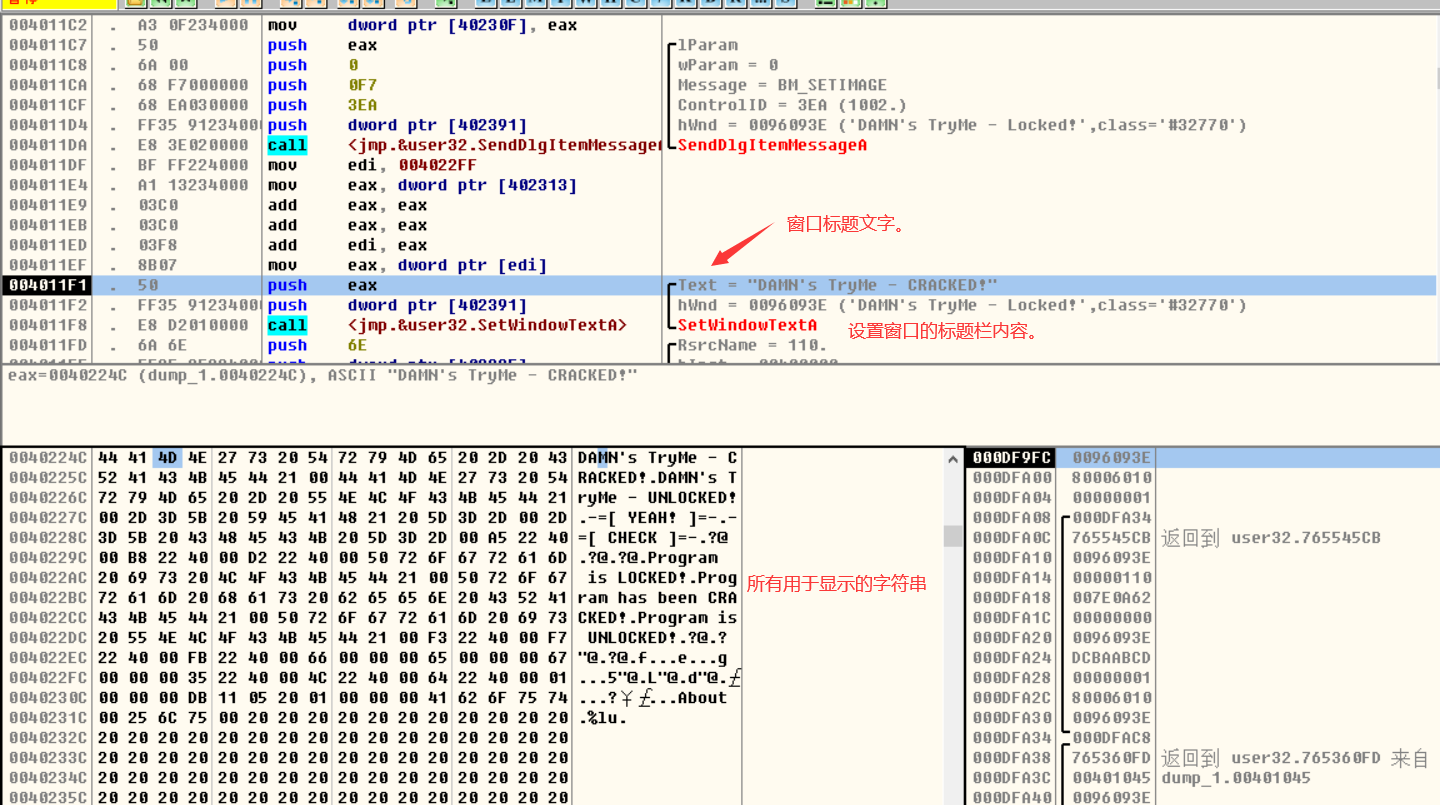 004011C2 . A3 0F234000 mov dword ptr [40230F], eax
004011C7 . 50 push eax lParam
004011C8 . 6A 00 push 0 wParam = 0
004011CA . 68 F7000000 push 0F7 Message = BM_SETIMAGE
004011CF . 68 EA030000 push 3EA ControlID = 3EA (1002.)
004011D4 . FF35 91234000 push dword ptr [402391] hWnd = 0096093E ('DAMN's TryMe - Locked!',class='#32770')
004011DA . E8 3E020000 call <jmp.&user32.SendDlgItemMessageA SendDlgItemMessageA
004011DF . BF FF224000 mov edi, 004022FF
004011E4 . A1 13234000 mov eax, dword ptr [402313]
004011E9 . 03C0 add eax, eax
004011EB . 03C0 add eax, eax
004011ED . 03F8 add edi, eax
窗口标题文字。
004011EF . 8B07 mov eax, dword ptr [edi]
004011F1 . 50 push eax Text = "DAMN's TryMe - CRACKED!"
004011F2 . FF35 91234000 push dword ptr [402391] hWnd = 0096093E ('DAMN's TryMe - Locked!',class='#32770')
004011F8 . E8 D2010000 call <jmp.&user32.SetWindowTextA> SetWindowTextA
设置窗口的标题栏内容。
004011FD . 6A 6E push 6E RsrcName = 110.
eax=0040224C (dump_1.0040224C), ASCII "DAMN's TryMe - CRACKED!"
0040224C 44 41 4D 4E 27 73 20 54 72 79 4D 65 20 2D 20 43 DAMN's TryMe - C
0040225C 52 41 43 4B 45 44 21 00 44 41 4D 4E 27 73 20 54 RACKED!.DAMN's T
0040226C 72 79 4D 65 20 2D 20 55 4E 4C 4F 43 4B 45 44 21 ryMe - UNLOCKED!
0040227C 00 2D 3D 5B 20 59 45 41 48 21 20 5D 3D 2D 00 2D .-=[ YEAH! ]=-.-
0040228C 3D 5B 20 43 48 45 43 4B 20 5D 3D 2D 00 A5 22 40 =[ CHECK ]=-.?@
0040229C 00 B8 22 40 00 D2 22 40 00 50 72 6F 67 72 61 6D .?@.?@.Program
004022AC 20 69 73 20 4C 4F 43 4B 45 44 21 00 50 72 6F 67 is LOCKED!.Prog
004022BC 72 61 6D 20 68 61 73 20 62 65 65 6E 20 43 52 41 ram has been CRA
004022CC 43 4B 45 44 21 00 50 72 6F 67 72 61 6D 20 69 73 CKED!.Program is
004022DC 20 55 4E 4C 4F 43 4B 45 44 21 00 F3 22 40 00 F7 UNLOCKED!.?@.?
004022EC 22 40 00 FB 22 40 00 66 00 00 00 65 00 00 00 67 "@.?@.f...e...g
004022FC 00 00 00 35 22 40 00 4C 22 40 00 64 22 40 00 01 ...5"@.L"@.d"@.
0040230C 00 00 00 DB 11 05 20 01 00 00 00 41 62 6F 75 74 ...About
0040231C 00 25 6C 75 00 20 20 20 20 20 20 20 20 20 20 20 .%lu.
0040232C 20 20 20 20 20 20 20 20 20 20 20 20 20 20 20 20
0040233C 20 20 20 20 20 20 20 20 20 20 20 20 20 20 20 20
0040234C 20 20 20 20 20 20 20 20 20 20 20 20 20 20 20 20
0040235C 20 20 20 20 20 20 20 20 20 20 20 20 20 20 20 20
所有用于显示的字符串
000DF9FC 0096093E
000DFA00 80006010
000DFA04 00000001
000DFA08 000DFA34
000DFA0C 765545CB 返回到 user32.765545CB
000DFA10 0096093E
000DFA14 00000110
000DFA18 007E0A62
000DFA1C 00000000
000DFA20 0096093E
000DFA24 DCBAABCD
000DFA28 00000001
000DFA2C 80006010
000DFA30 0096093E
000DFA34 000DFAC8
000DFA38 765360FD 返回到 user32.765360FD 来自
000DFA3C 00401045 dump_1.00401045
000DFA40 0096093E